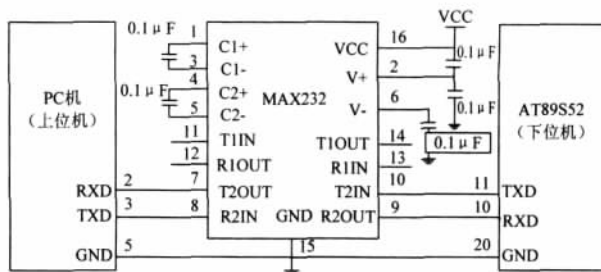 VCC
0.1μF
1
C1+
3
C1-
4
0.1μF
C2+
5
C2-
11
T1IN
12
R1OUT
7
T2OUT
8
R2IN
MAX232
GND
15
VCC
16
V+
2
V-
6
T1OUT
14
R1IN
13
T2IN
10
R2OUT
9
0.1μF
0.1μF
0.1μF
PC机
(上位机)
RXD
2
TXD
3
GND
5
AT89S52
(下位机)
11
TXD
10
RXD
20
GND